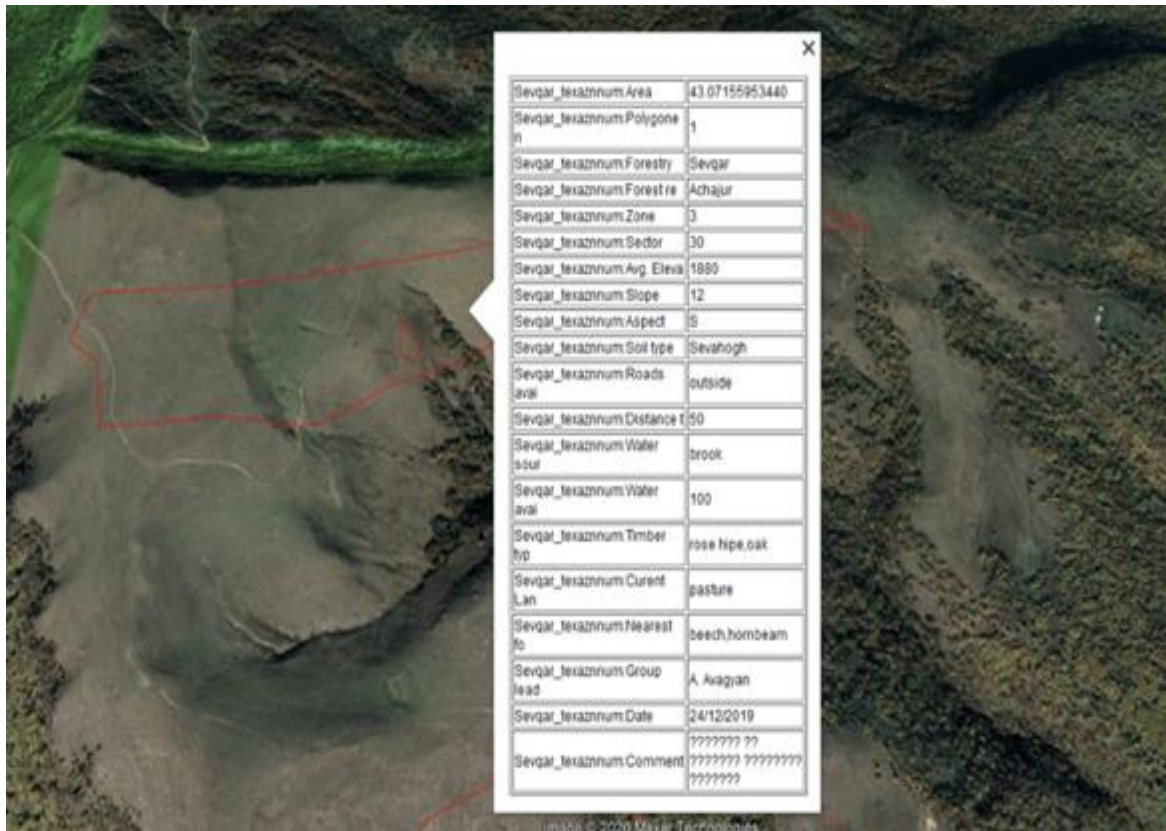 ×
Sevqar_texaznnum:Area 43.07155953440
Sevqar_texaznnum:Polygone
n 1
Sevqar_texaznnum:Forestry Sevqar
Sevqar_texaznnum:Forest re Achajur
Sevqar_texaznnum:Zone 3
Sevqar_texaznnum:Sector 30
Sevqar_texaznnum:Avg. Eleva 1880
Sevqar_texaznnum:Slope 12
Sevqar_texaznnum:Aspect S
Sevqar_texaznnum:Soil type Sevahogh
Sevqar_texaznnum:Roads
avai outside
Sevqar_texaznnum:Distance t 50
Sevqar_texaznnum:Water
sour brook
Sevqar_texaznnum:Water
avai 100
Sevqar_texaznnum:Timber
typ rose hipe,oak
Sevqar_texaznnum:Curent
Lan pasture
Sevqar_texaznnum:Nearest
fo beech,hornbeam
Sevqar_texaznnum:Group
lead A. Avagyan
Sevqar_texaznnum:Date 24/12/2019
Sevqar_texaznnum:Comment ??????? ??
??????? ????????
???????
Image © 2020 Maxar Technologies